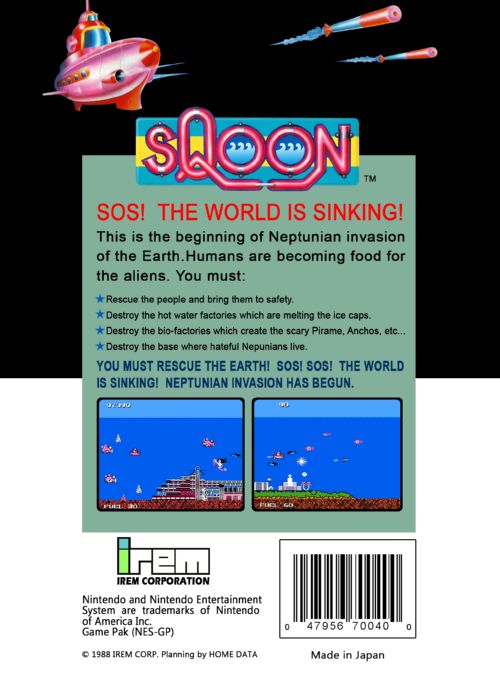 SQOON
TM
SOS! THE WORLD IS SINKING!
This is the beginning of Neptunian invasion
of the Earth.Humans are becoming food for
the aliens. You must:
★Rescue the people and bring them to safety.
★Destroy the hot water factories which are melting the ice caps.
★Destroy the bio-factories which create the scary Pirame, Anchos, etc...
★Destroy the base where hateful Nepunians live.
YOU MUST RESCUE THE EARTH! SOS! SOS! THE WORLD
IS SINKING! NEPTUNIAN INVASION HAS BEGUN.
FUEL 60
irem
IREM CORPORATION
Nintendo and Nintendo Entertainment
System are trademarks of Nintendo
of America Inc.
Game Pak (NES-GP)
© 1988 IREM CORP. Planning by HOME DATA
0 47956 70040 0
Made in Japan